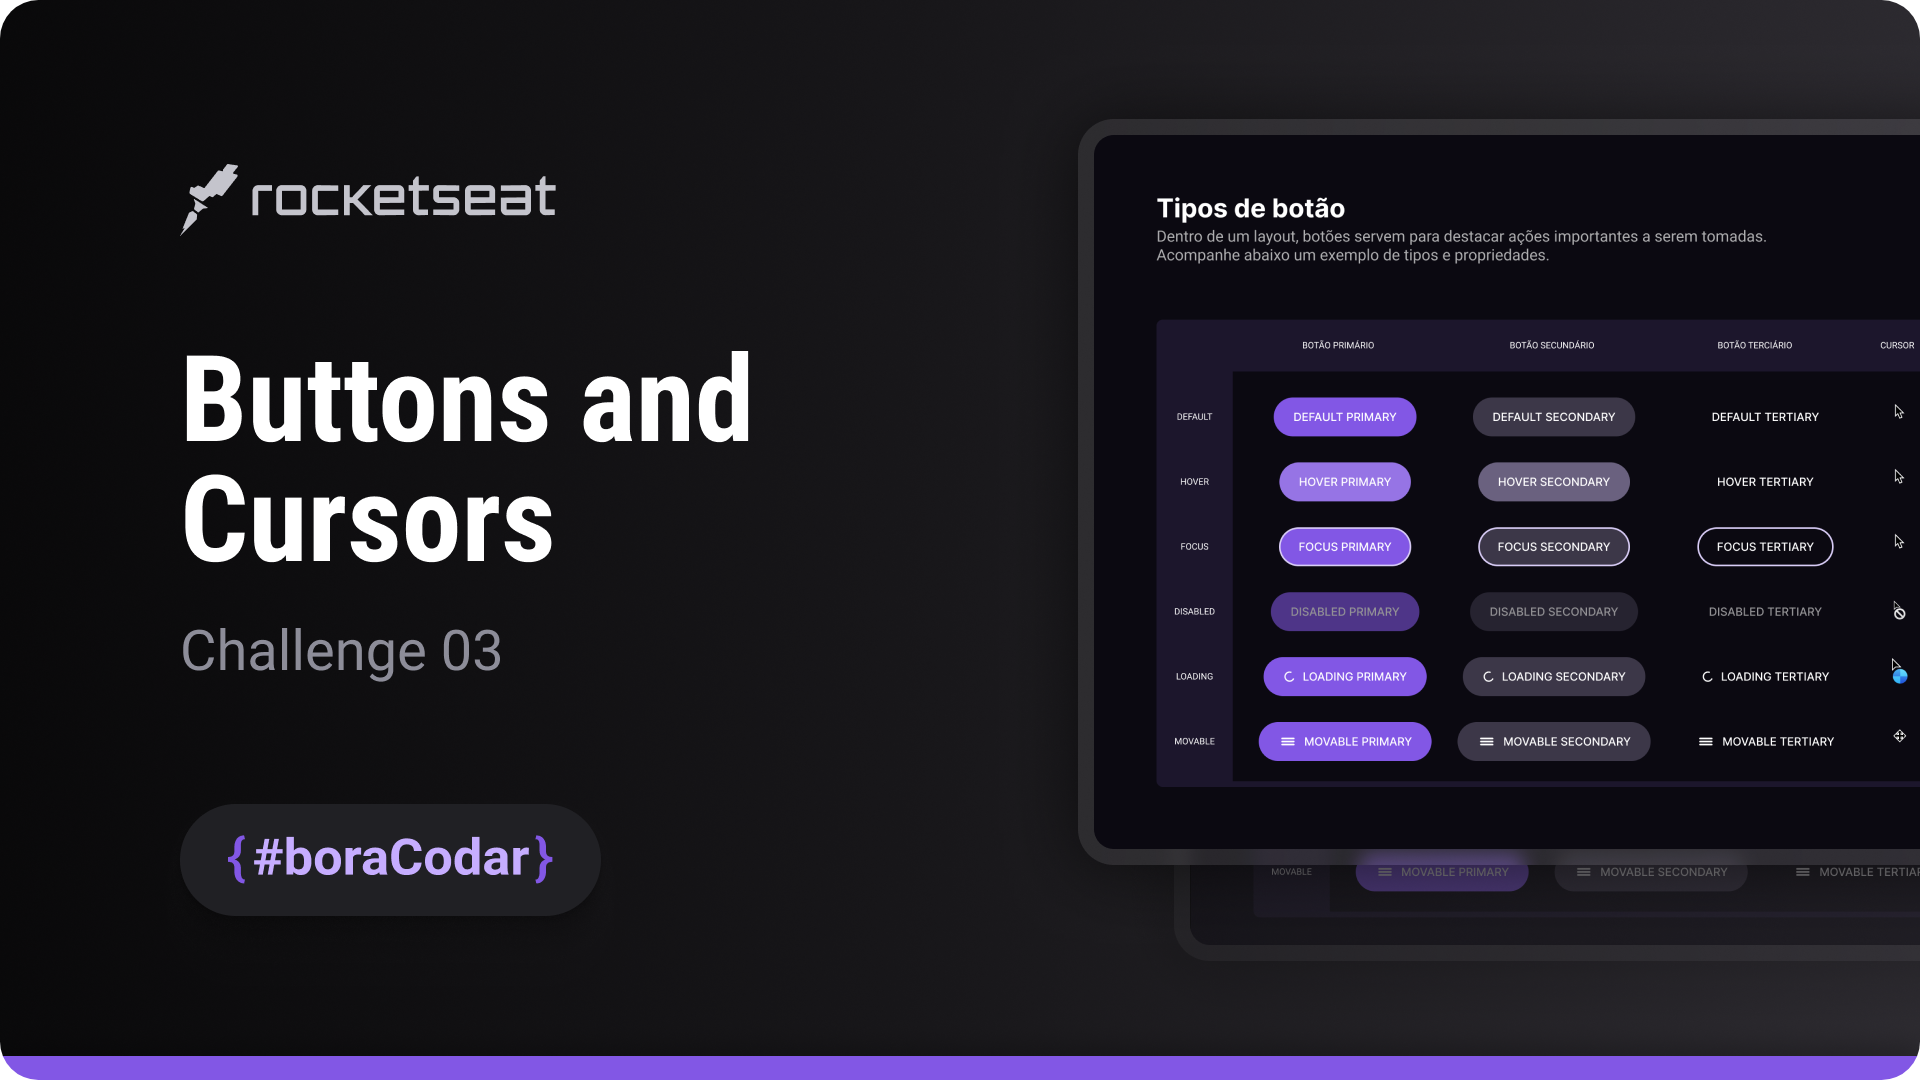 rocketseat
Buttons and
Cursors
Challenge 03
{#boraCodar}
Tipos de botão
Dentro de um layout, botões servem para destacar ações importantes a serem tomadas.
Acompanhe abaixo um exemplo de tipos e propriedades.
BOTÃO PRIMÁRIO BOTÃO SECUNDÁRIO BOTÃO TERCIÁRIO CURSOR
DEFAULT DEFAULT PRIMARY DEFAULT SECONDARY DEFAULT TERTIARY
HOVER HOVER PRIMARY HOVER SECONDARY HOVER TERTIARY
FOCUS FOCUS PRIMARY FOCUS SECONDARY FOCUS TERTIARY
DISABLED DISABLED PRIMARY DISABLED SECONDARY DISABLED TERTIARY
LOADING LOADING PRIMARY LOADING SECONDARY LOADING TERTIARY
MOVABLE MOVABLE PRIMARY MOVABLE SECONDARY MOVABLE TERTIARY
MOVABLE MOVABLE PRIMARY MOVABLE SECONDARY MOVABLE TERTIAR